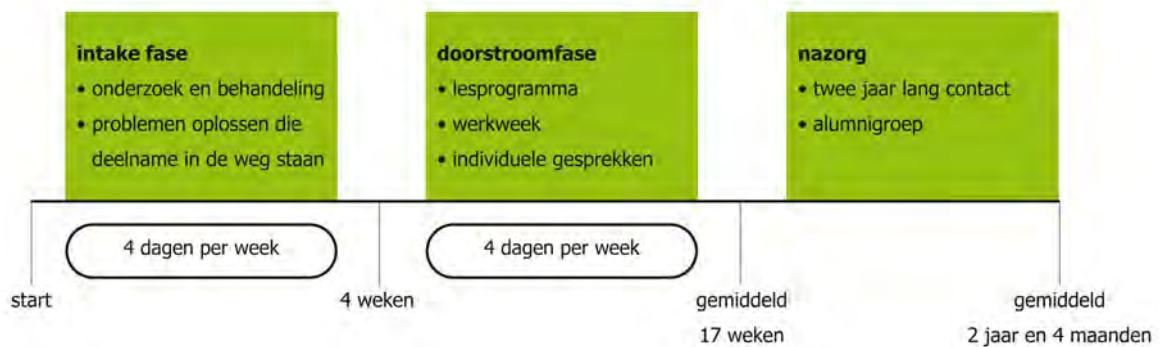 intake fase
• onderzoek en behandeling
• problemen oplossen die
deelname in de weg staan
doorstroomfase
• lesprogramma
• werkweek
• individuele gesprekken
nazorg
• twee jaar lang contact
• alumnigroep
4 dagen per week
4 dagen per week
start
4 weken
gemiddeld
17 weken
gemiddeld
2 jaar en 4 maanden